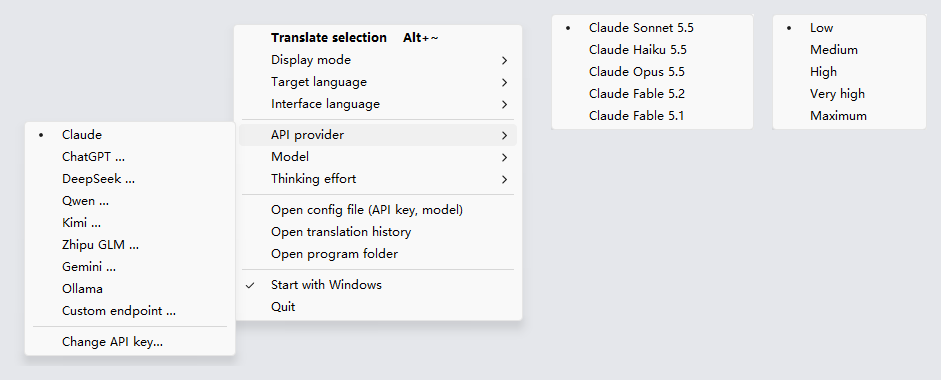 Translate selection Alt+~
Display mode
Target language
Interface language
API provider
Model
Thinking effort
Open config file (API key, model)
Open translation history
Open program folder
Start with Windows
Quit
Claude
ChatGPT ...
DeepSeek ...
Qwen ...
Kimi ...
Zhipu GLM ...
Gemini ...
Ollama
Custom endpoint ...
Change API key...
Claude Sonnet 5.5
Claude Haiku 5.5
Claude Opus 5.5
Claude Fable 5.2
Claude Fable 5.1
Low
Medium
High
Very high
Maximum